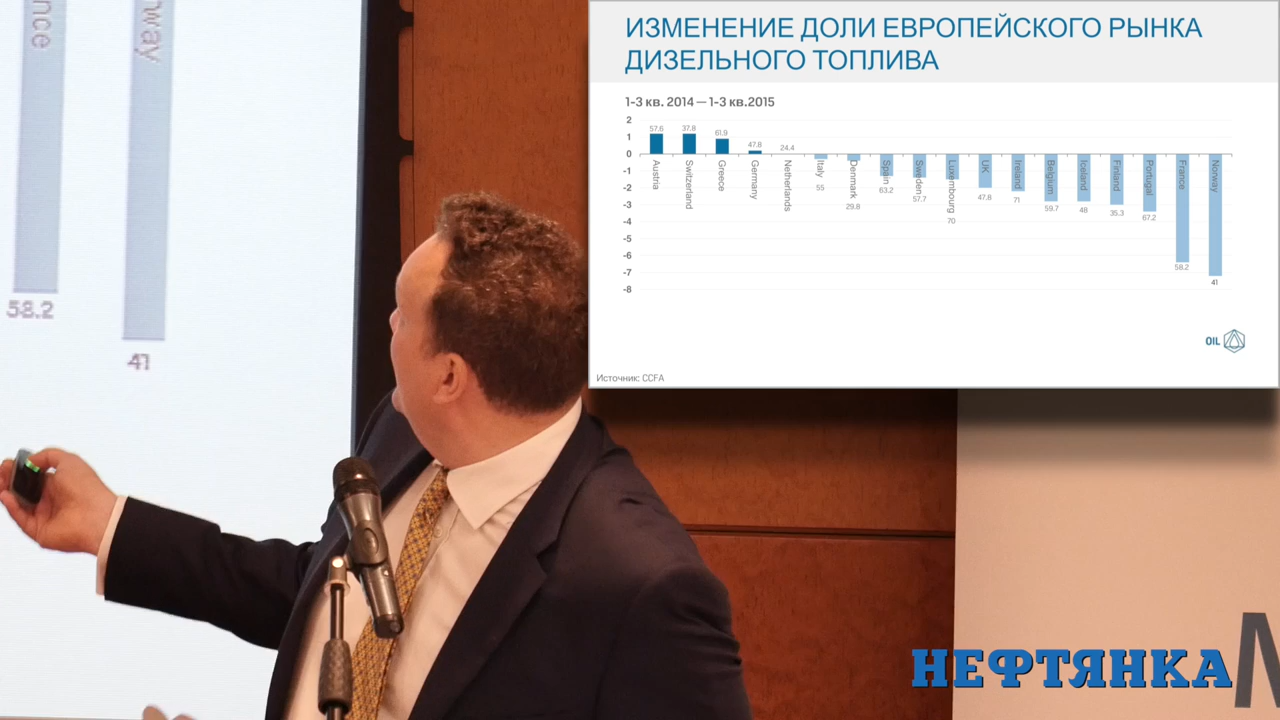 nce
way
58.2
41
ИЗМЕНЕНИЕ ДОЛИ ЕВРОПЕЙСКОГО РЫНКА
ДИЗЕЛЬНОГО ТОПЛИВА
1-3 кв. 2014 — 1-3 кв.2015
2
1
0
-1
-2
-3
-4
-5
-6
-7
-8
57.6
37.8
61.9
47.8
24.4
Austria
Switzerland
Greece
Germany
Netherlands
Italy
Denmark
Spain
Sweden
Luxembourg
UK
Ireland
Belgium
Iceland
Finland
Portugal
France
Norway
55
29.8
63.2
57.7
70
47.8
71
59.7
48
35.3
67.2
58.2
41
OIL
Источник: CCFA
НЕФТЯНКА